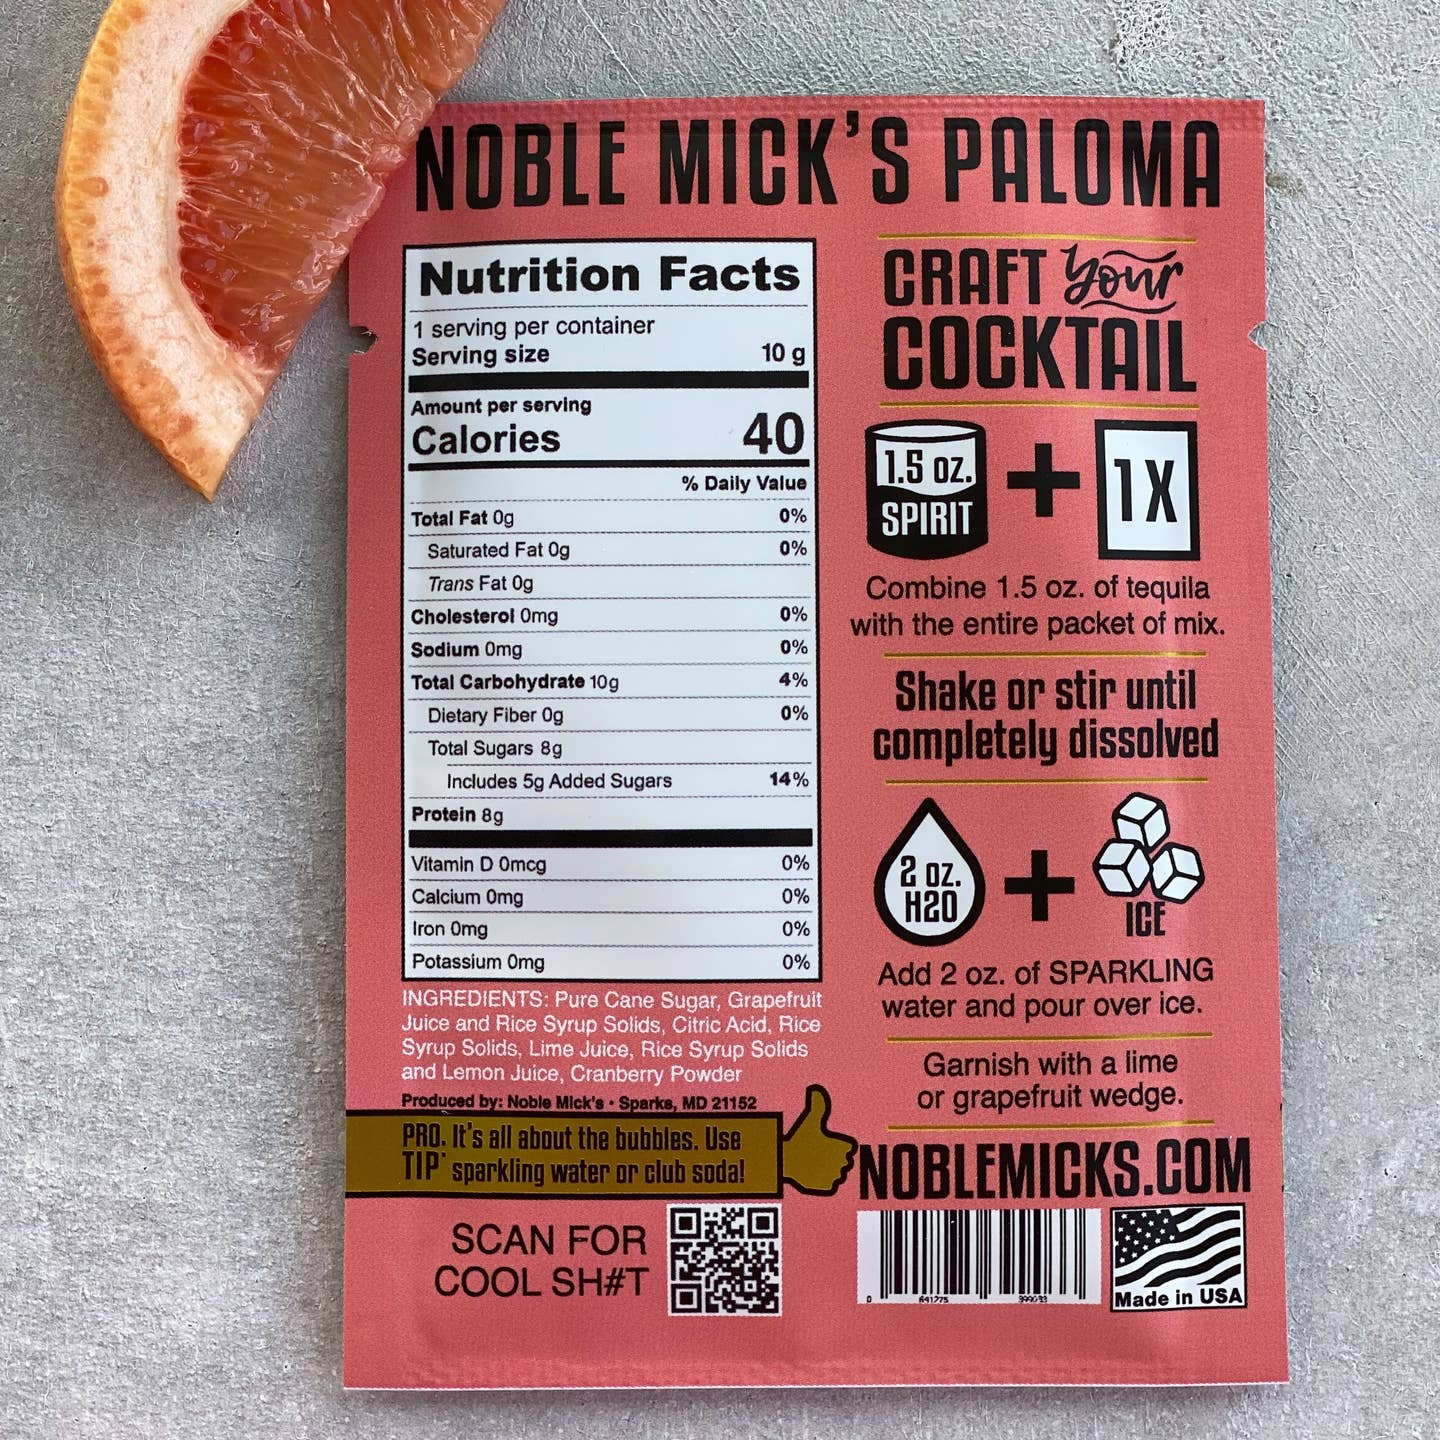 NOBLE MICK'S PALOMA
Nutrition Facts
1 serving per container
Serving size 10 g
Amount per serving
Calories 40
% Daily Value
Total Fat 0g 0%
Saturated Fat 0g 0%
Trans Fat 0g
Cholesterol 0mg 0%
Sodium 0mg 0%
Total Carbohydrate 10g 4%
Dietary Fiber 0g 0%
Total Sugars 8g
Includes 5g Added Sugars 14%
Protein 8g
Vitamin D 0mcg 0%
Calcium 0mg 0%
Iron 0mg 0%
Potassium 0mg 0%
INGREDIENTS: Pure Cane Sugar, Grapefruit
Juice and Rice Syrup Solids, Citric Acid, Rice
Syrup Solids, Lime Juice, Rice Syrup Solids
and Lemon Juice, Cranberry Powder
Produced by: Noble Mick's • Sparks, MD 21152
PRO. It's all about the bubbles. Use
TIP* sparkling water or club soda!
SCAN FOR
COOL SH#T
CRAFT your
COCKTAIL
1.5 OZ. + 1X
SPIRIT
Combine 1.5 oz. of tequila
with the entire packet of mix.
Shake or stir until
completely dissolved
2 OZ. +
H2O ICE
Add 2 oz. of SPARKLING
water and pour over ice.
Garnish with a lime
or grapefruit wedge.
NOBLEMICKS.COM
Made in USA